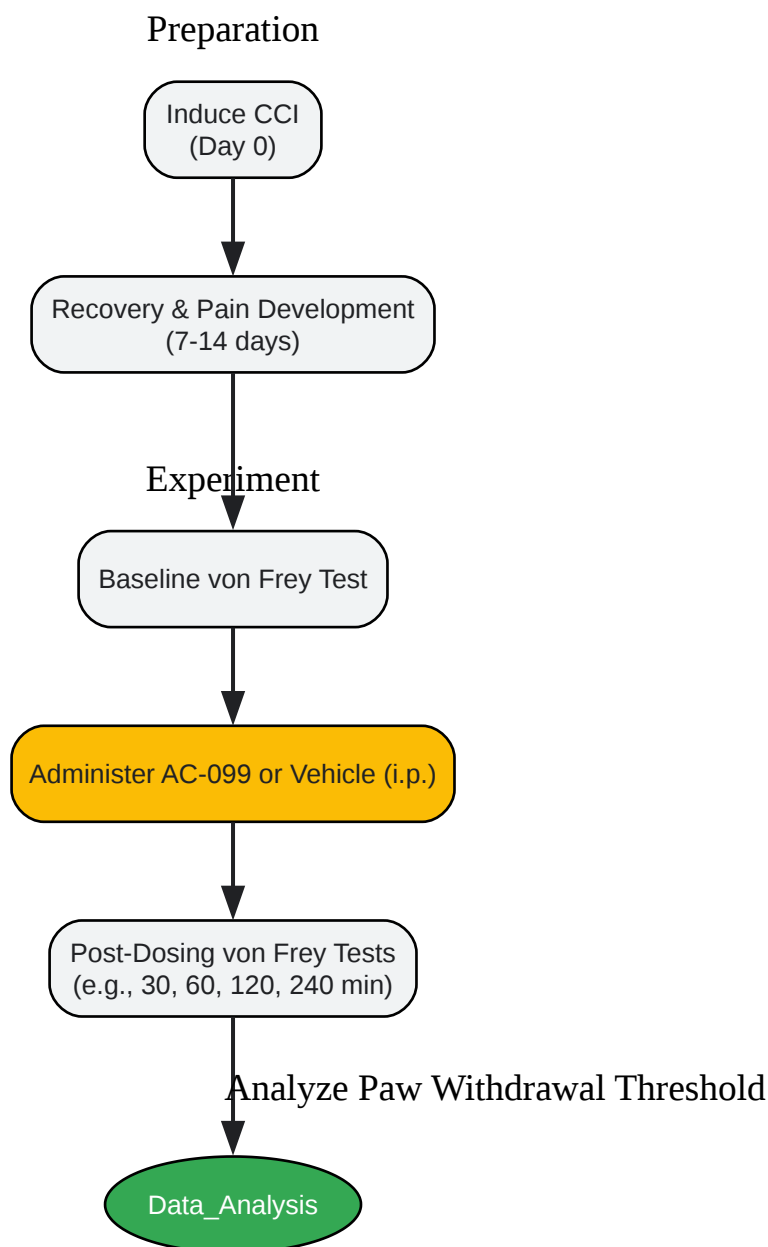 Preparation
Induce CCI
(Day 0)
Recovery & Pain Development
(7-14 days)
Experiment
Baseline von Frey Test
Administer AC-099 or Vehicle (i.p.)
Post-Dosing von Frey Tests
(e.g., 30, 60, 120, 240 min)
Analyze Paw Withdrawal Threshold
Data_Analysis